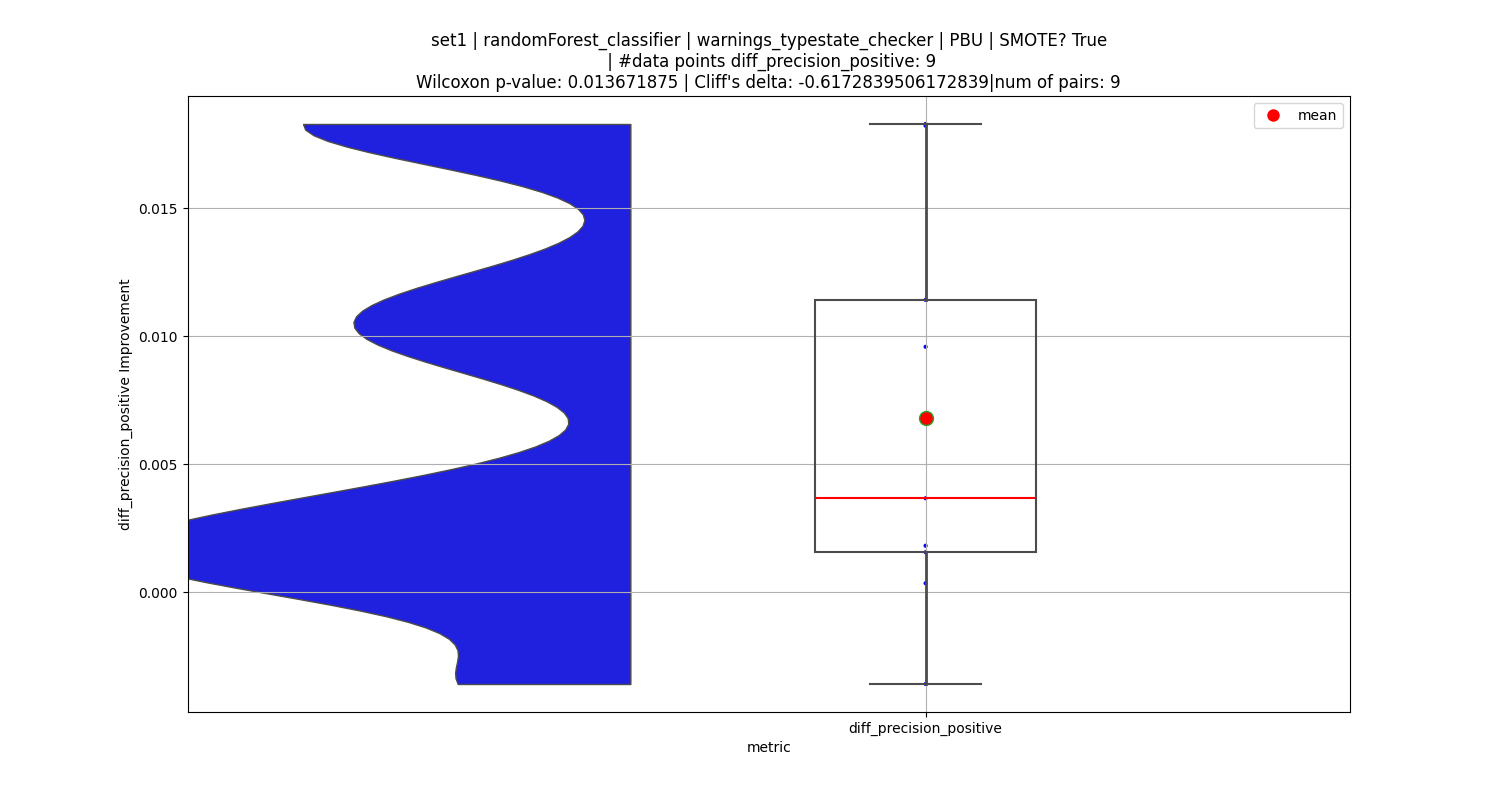 set1 | randomForest_classifier | warnings_typestate_checker | PBU | SMOTE? True
| #data points diff_precision_positive: 9
Wilcoxon p-value: 0.013671875 | Cliff's delta: -0.6172839506172839|num of pairs: 9
mean
0.015
0.010
0.005
0.000
diff_precision_positive Improvement
diff_precision_positive
metric